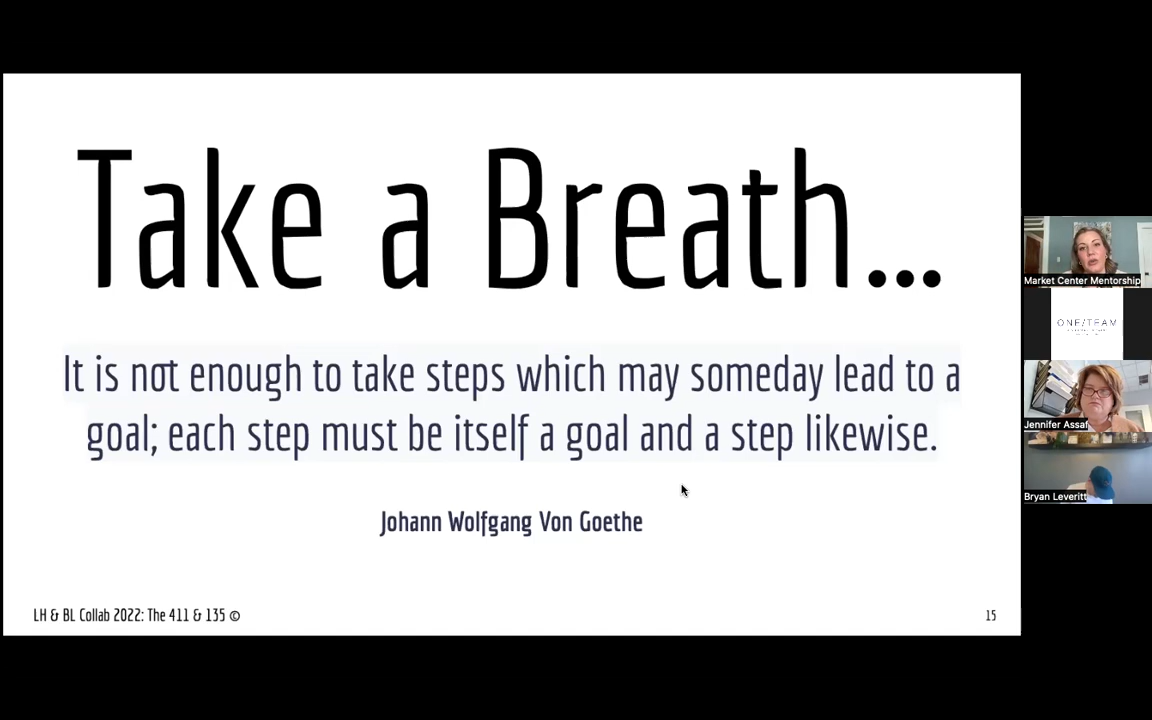 Take a Breath...
It is not enough to take steps which may someday lead to a
goal; each step must be itself a goal and a step likewise.
Johann Wolfgang Von Goethe
LH & BL Collab 2022: The 411 & 135 ©
15
Market Center Mentorship
ONE/TEAM
Jennifer Assaf
Bryan Leveritt